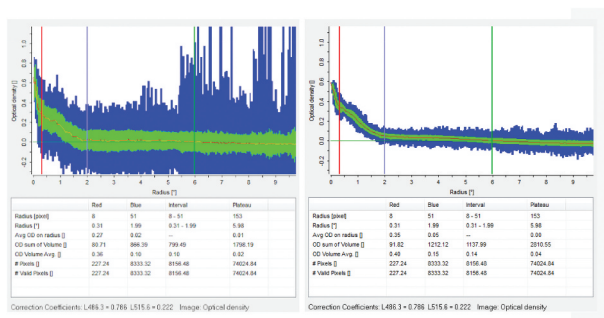 Optical density []
1.0
0.8
0.6
0.4
0.2
0.0
-0.2
0 1 2 3 4 5 6 7 8 9
Radius [°]
Red Blue Interval Plateau
Radius [pixel] 8 51 8 - 51 153
Radius [°] 0.31 1.99 0.31 - 1.99 5.98
Avg OD on radius [] 0.27 0.02 -- 0.01
OD sum of Volume [] 80.71 866.39 799.49 1796.19
OD Volume Avg. [] 0.36 0.10 0.10 0.02
# Pixels [] 227.24 8333.32 8156.48 74024.84
# Valid Pixels [] 227.24 8333.32 8156.48 74024.84
Correction Coefficients: L486.3 = 0.786 L515.6 = 0.222 Image: Optical density
Optical density []
1.0
0.8
0.6
0.4
0.2
0.0
-0.2
0 1 2 3 4 5 6 7 8 9
Radius [°]
Red Blue Interval Plateau
Radius [pixel] 8 51 8 - 51 153
Radius [°] 0.31 1.99 0.31 - 1.99 5.98
Avg OD on radius [] 0.35 0.05 -- 0.00
OD sum of Volume [] 91.82 1212.12 1137.99 2810.55
OD Volume Avg. [] 0.40 0.15 0.14 0.04
# Pixels [] 227.24 8333.32 8156.48 74024.84
# Valid Pixels [] 227.24 8333.32 8156.48 74024.84
Correction Coefficients: L486.3 = 0.786 L515.6 = 0.222 Image: Optical density